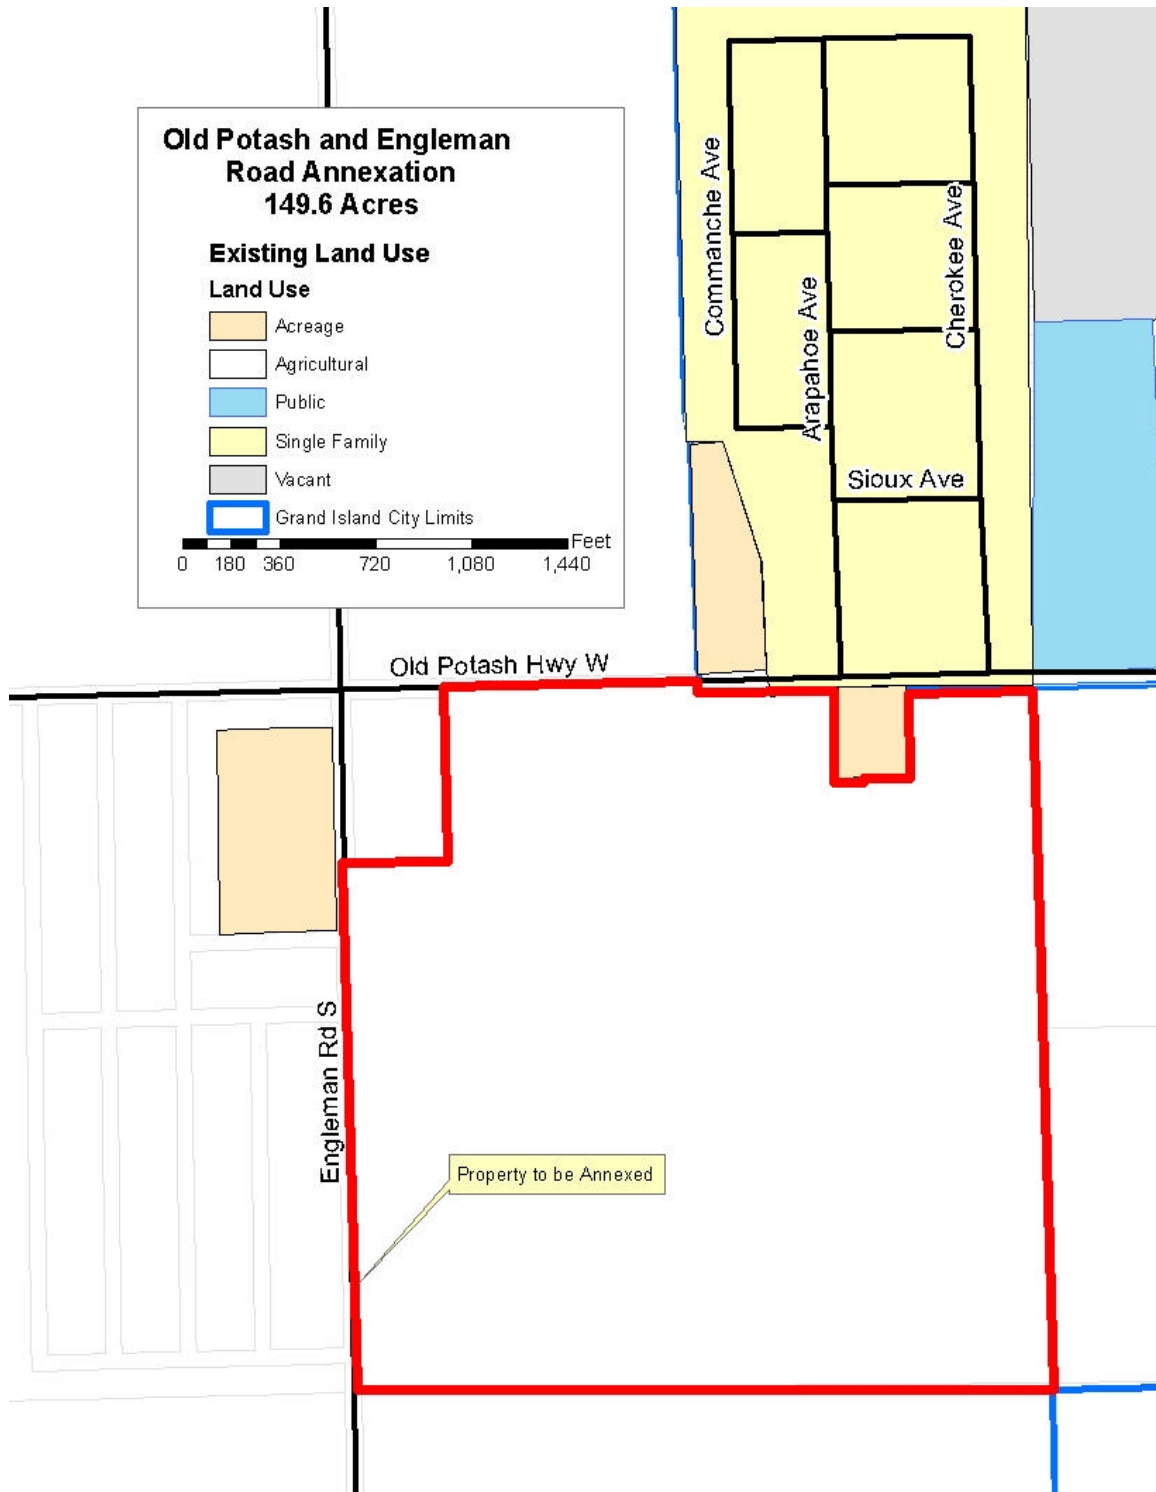 Old Potash and Engleman
Road Annexation
149.6 Acres
Existing Land Use
Land Use
Acreage
Agricultural
Public
Single Family
Vacant
Grand Island City Limits
Feet
0 180 360 720 1,080 1,440
Commanche Ave
Arapahoe Ave
Cherokee Ave
Sioux Ave
Old Potash Hwy W
Engleman Rd S
Property to be Annexed